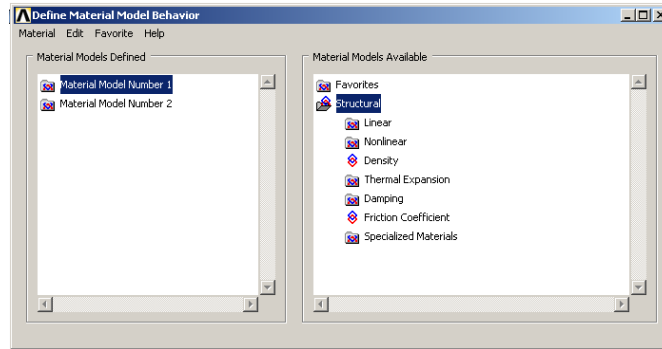 Define Material Model Behavior
Material Edit Favorite Help
Material Models Defined
Material Model Number 1
Material Model Number 2
Material Models Available
Favorites
Structural
Linear
Nonlinear
Density
Thermal Expansion
Damping
Friction Coefficient
Specialized Materials